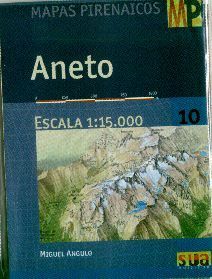 MAPAS PIRENAICOS
MP
Aneto
ESCALA 1:15.000
10
MIGUEL ANGULO
sua